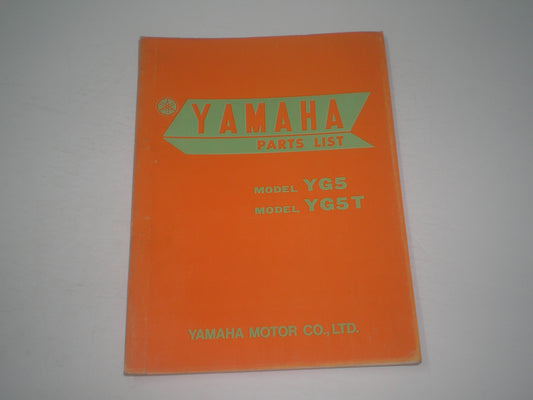 YAMAHA
PARTS LIST
MODEL YG5
MODEL YG5T
YAMAHA MOTOR CO., LTD.